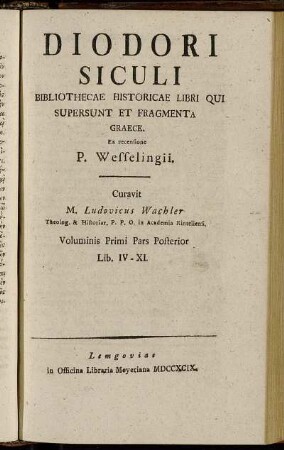 DIODORI
SICULI
BIBLIOTHECAE HISTORICAE LIBRI QUI
SUPERSUNT ET FRAGMENTA
GRAECE.
Ex recensione
P. Wesselingii.
Curavit
M. Ludovicus Wachler
Theolog. & Historiar. P. P. O. in Academia Rinteliensi.
Voluminis Primi Pars Posterior
Lib. IV-XI.
Lemgoviae
in Officina Libraria Meyeriana MDCCXCIX.